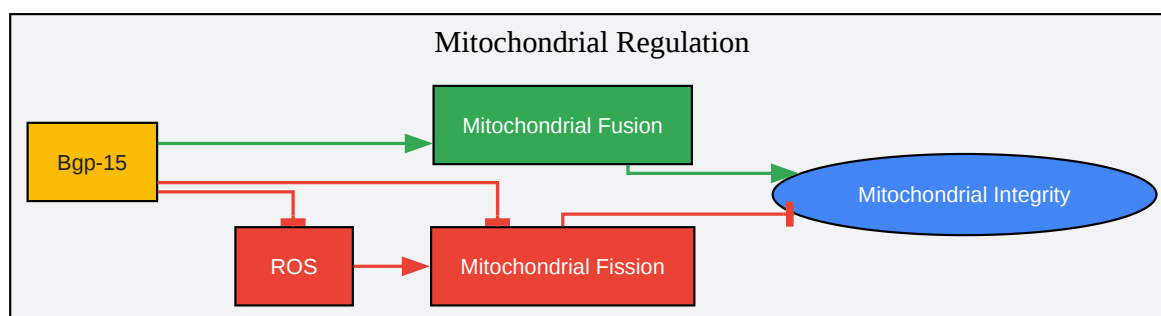 Mitochondrial Regulation
Mitochondrial Fusion
Bgp-15
Mitochondrial Integrity
ROS
Mitochondrial Fission